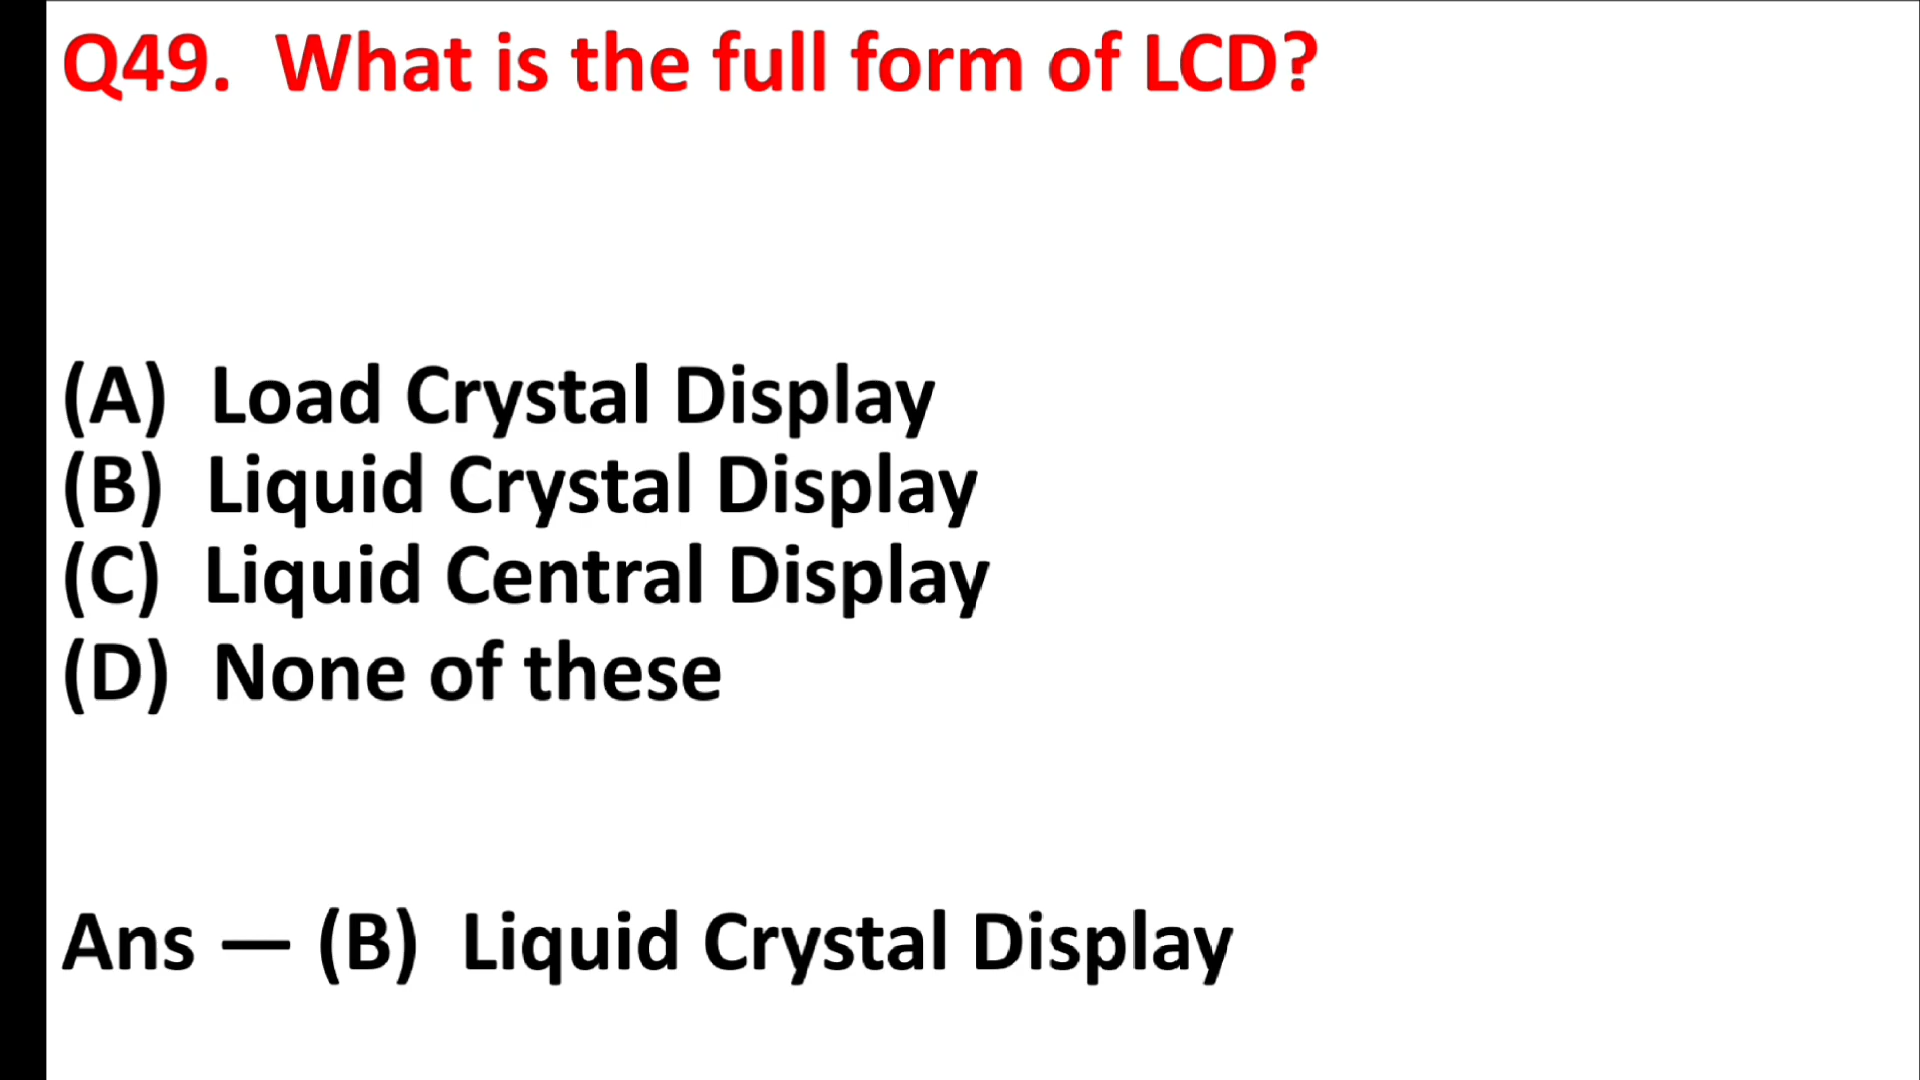 Q49. What is the full form of LCD?
(A) Load Crystal Display
(B) Liquid Crystal Display
(C) Liquid Central Display
(D) None of these
Ans — (B) Liquid Crystal Display